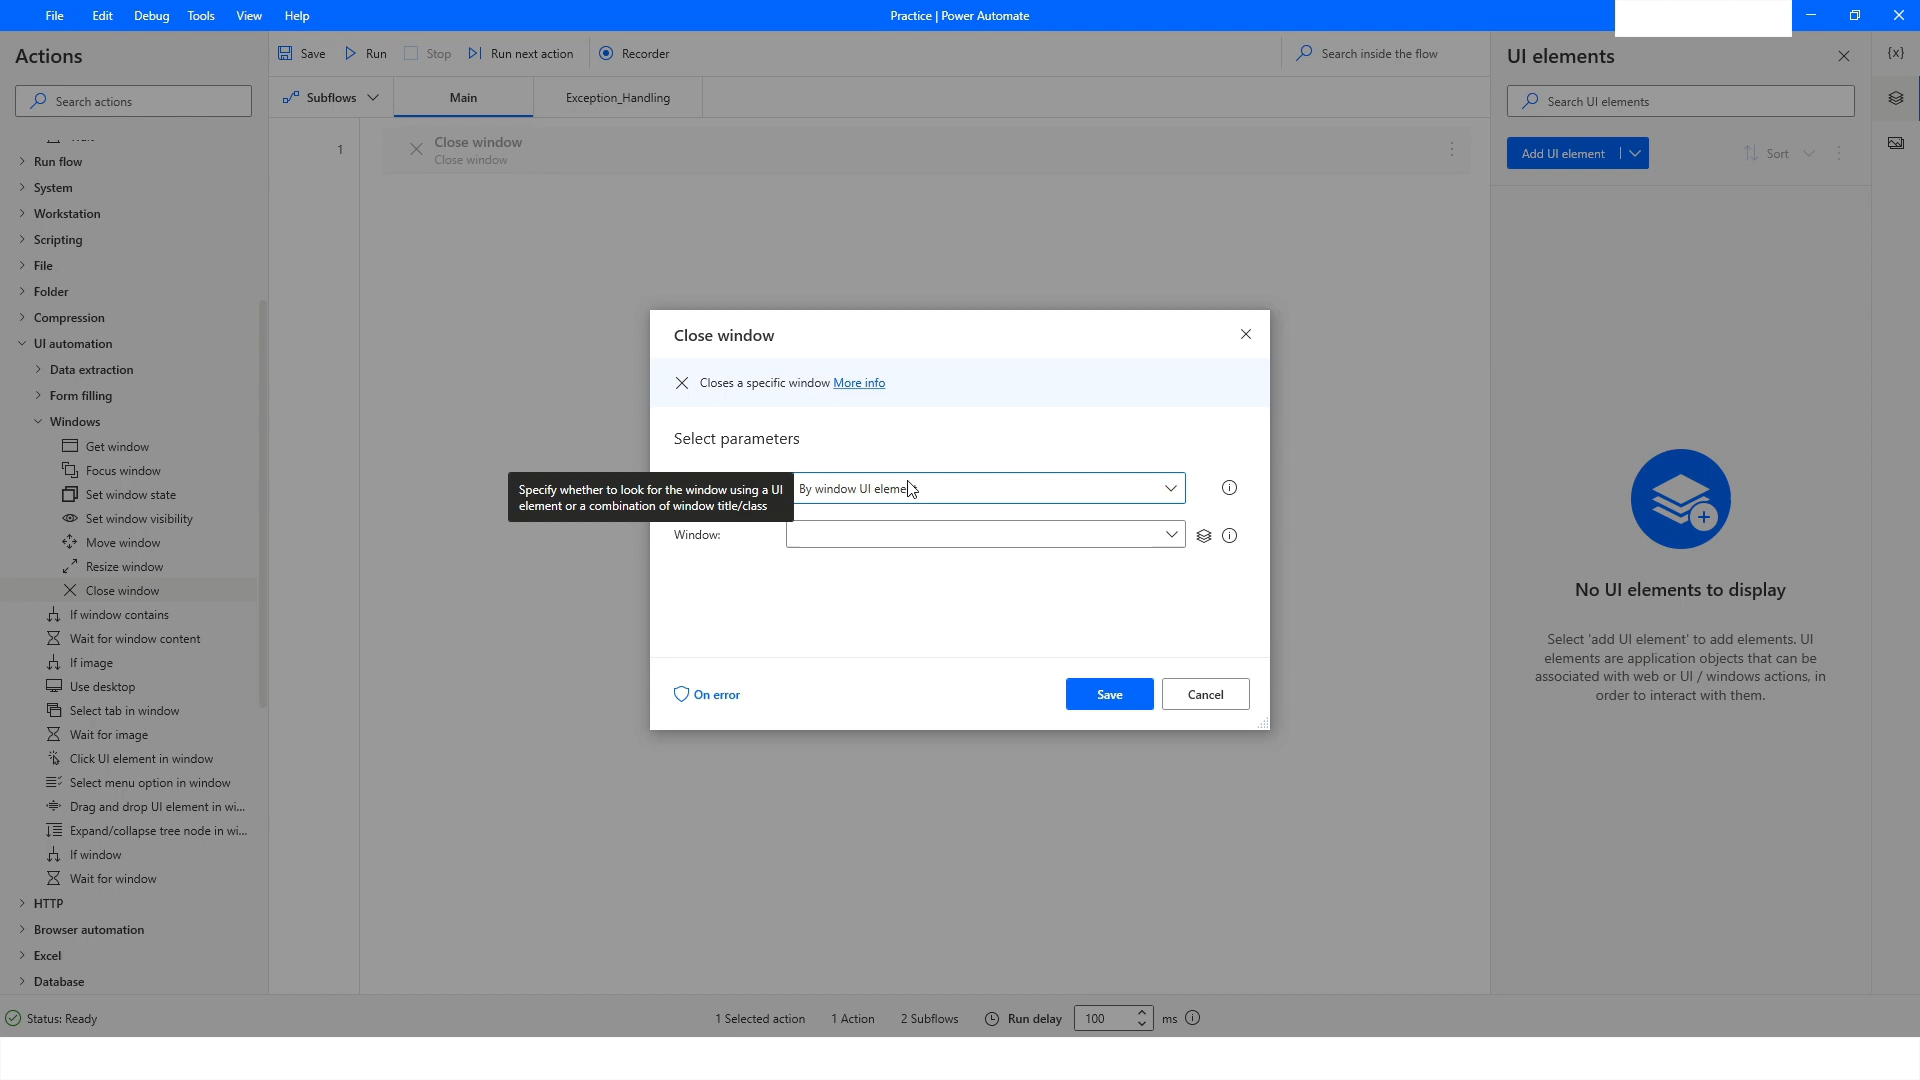 File Edit Debug Tools View Help
Practice | Power Automate
Actions
Search actions
Run flow
System
Workstation
Scripting
File
Folder
Compression
UI automation
Data extraction
Form filling
Windows
Get window
Focus window
Set window state
Set window visibility
Move window
Resize window
Close window
If window contains
Wait for window content
If image
Use desktop
Select tab in window
Wait for image
Click UI element in window
Select menu option in window
Drag and drop UI element in wi...
Expand/collapse tree node in wi...
If window
Wait for window
HTTP
Browser automation
Excel
Database
Save Run Stop Run next action Recorder
Search inside the flow
Subflows Main Exception_Handling
1
Close window
Close window
Close window
Closes a specific window More info
Select parameters
Specify whether to look for the window using a UI
element or a combination of window title/class
By window UI eleme
Window:
On error
Save Cancel
UI elements
Search UI elements
Add UI element
Sort
{x}
No UI elements to display
Select 'add UI element' to add elements. UI
elements are application objects that can be
associated with web or UI / windows actions, in
order to interact with them.
Status: Ready
1 Selected action 1 Action 2 Subflows Run delay 100 ms